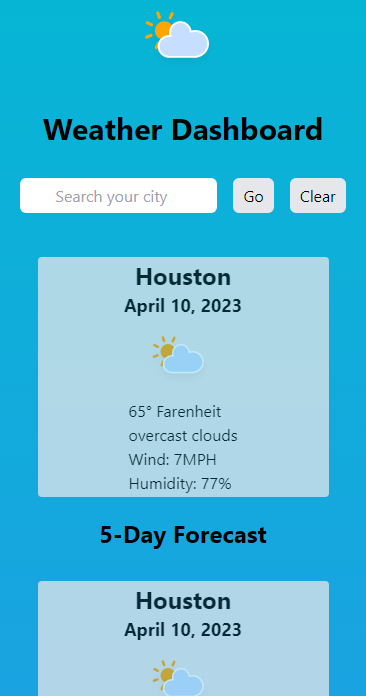 Weather Dashboard
Search your city
Go
Clear
Houston
April 10, 2023
65° Farenheit
overcast clouds
Wind: 7MPH
Humidity: 77%
5-Day Forecast
Houston
April 10, 2023